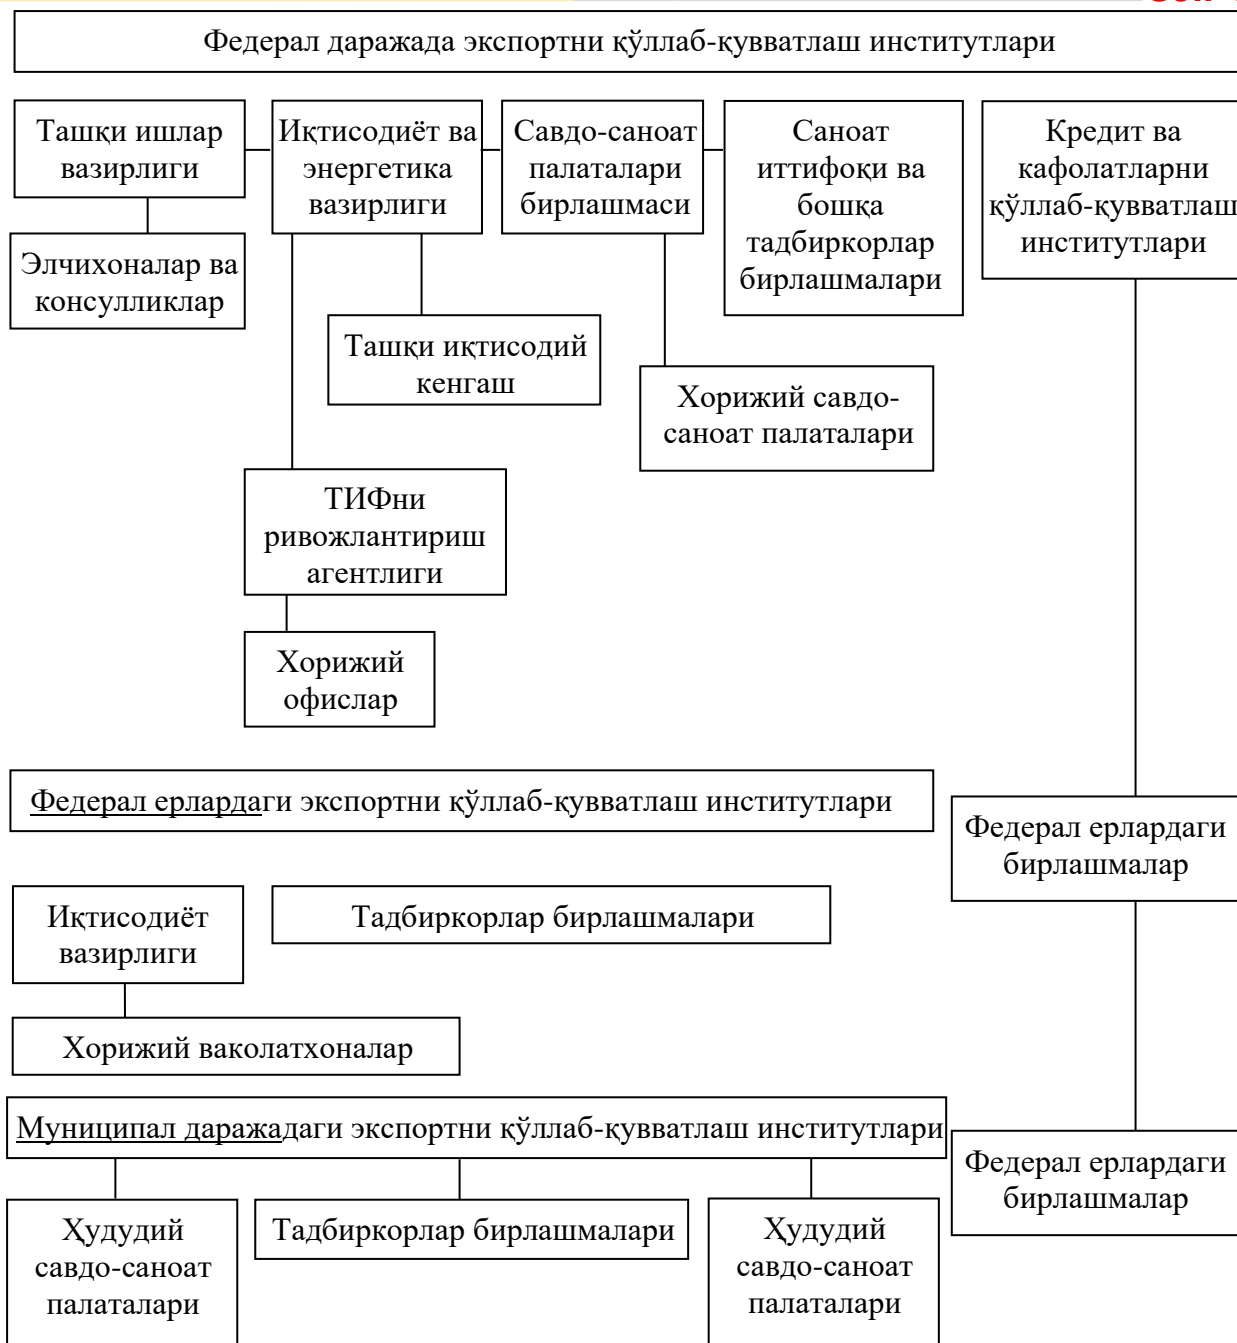 Федерал даражада экспортни қўллаб-қувватлаш институтлари
Ташқи ишлар
вазирлиги
Иқтисодиёт ва
энергетика
вазирлиги
Савдо-саноат
палаталари
бирлашмаси
Саноат
иттифоқи ва
бошқа
тадбиркорлар
бирлашмалари
Кредит ва
кафолатларни
қўллаб-қувватлаш
институтлари
Элчихоналар ва
консулликлар
Ташқи иқтисодий
кенгаш
Хорижий савдо-
саноат палаталари
ТИФни
ривожлантириш
агентлиги
Хорижий
офислар
Федерал ерлардаги экспортни қўллаб-қувватлаш институтлари
Федерал ерлардаги
бирлашмалар
Иқтисодиёт
вазирлиги
Тадбиркорлар бирлашмалари
Хорижий ваколатхоналар
Муниципал даражадаги экспортни қўллаб-қувватлаш институтлари
Федерал ерлардаги
бирлашмалар
Ҳудудий
савдо-саноат
палаталари
Тадбиркорлар бирлашмалари
Ҳудудий
савдо-саноат
палаталари